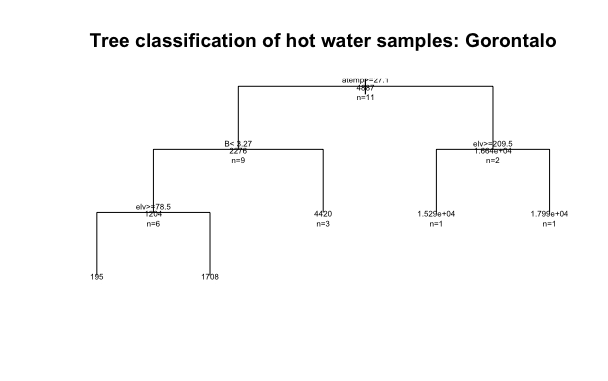 Tree classification of hot water samples: Gorontalo
atemp>=27.1
4887
n=11
B< 3.27
2276
n=9
elv>=209.5
1.664e+04
n=2
elv>=78.5
1204
n=6
4420
n=3
1.529e+04
n=1
1.799e+04
n=1
195
1708